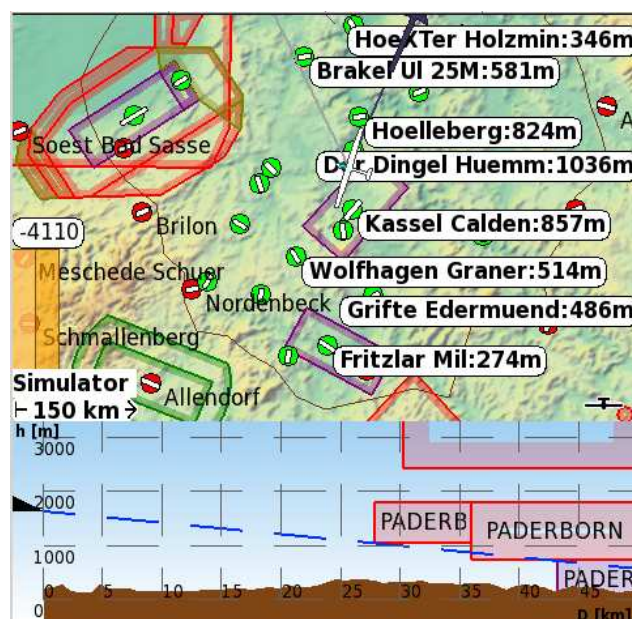 HoeXTer Holzmin:346m
Brakel Ul 25M:581m
A
Hoelleberg:824m
Soest Bad Sasse
Der Dingel Huemm:1036m
Brilon
Kassel Calden:857m
-4110
Meschede Schuer
Wolfhagen Graner:514m
Nordenbeck
Grifte Edermuend:486m
Schmallenberg
Fritzlar Mil:274m
Simulator
Allendorf
150 km
h [m]
3000
2000
PADERB
PADERBORN
1000
PADER
0 5 10 15 20 25 30 35 40 45
0
D [km]